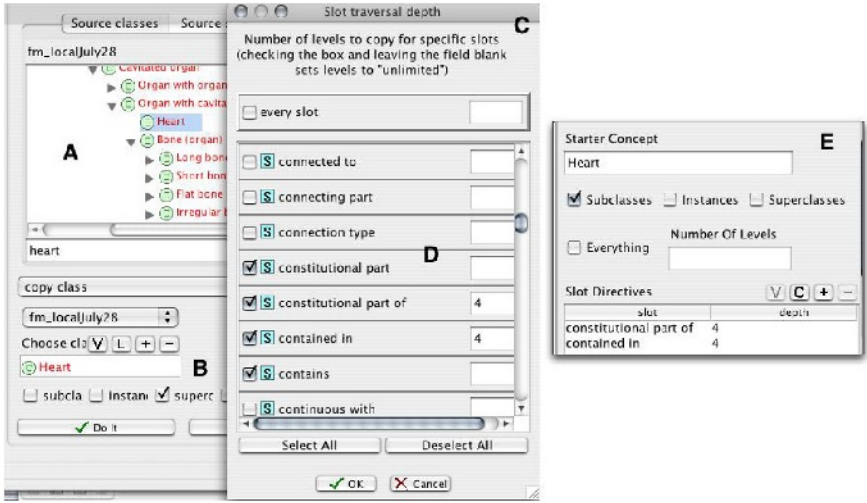 Source classes Source
fm_localJuly28
Cavitated organ
Organ with organ
Organ with cavita
Heart
Bone (organ)
Long bone
Short bon
Flat bone
Irregular b
A
heart
copy class
fm_localJuly28
Choose cla V L + −
Heart
B
subcla instan superc
Do It
Slot traversal depth
C
Number of levels to copy for specific slots
(checking the box and leaving the field blank
sets levels to "unlimited")
every slot
S connected to
S connecting part
S connection type
D
S constitutional part
S constitutional part of 4
S contained in 4
S contains
S continuous with
Select All Deselect All
OK Cancel
Starter Concept
E
Heart
Subclasses Instances Superclasses
Everything Number Of Levels
Slot Directives V C + −
slot depth
constitutional part of 4
contained in 4